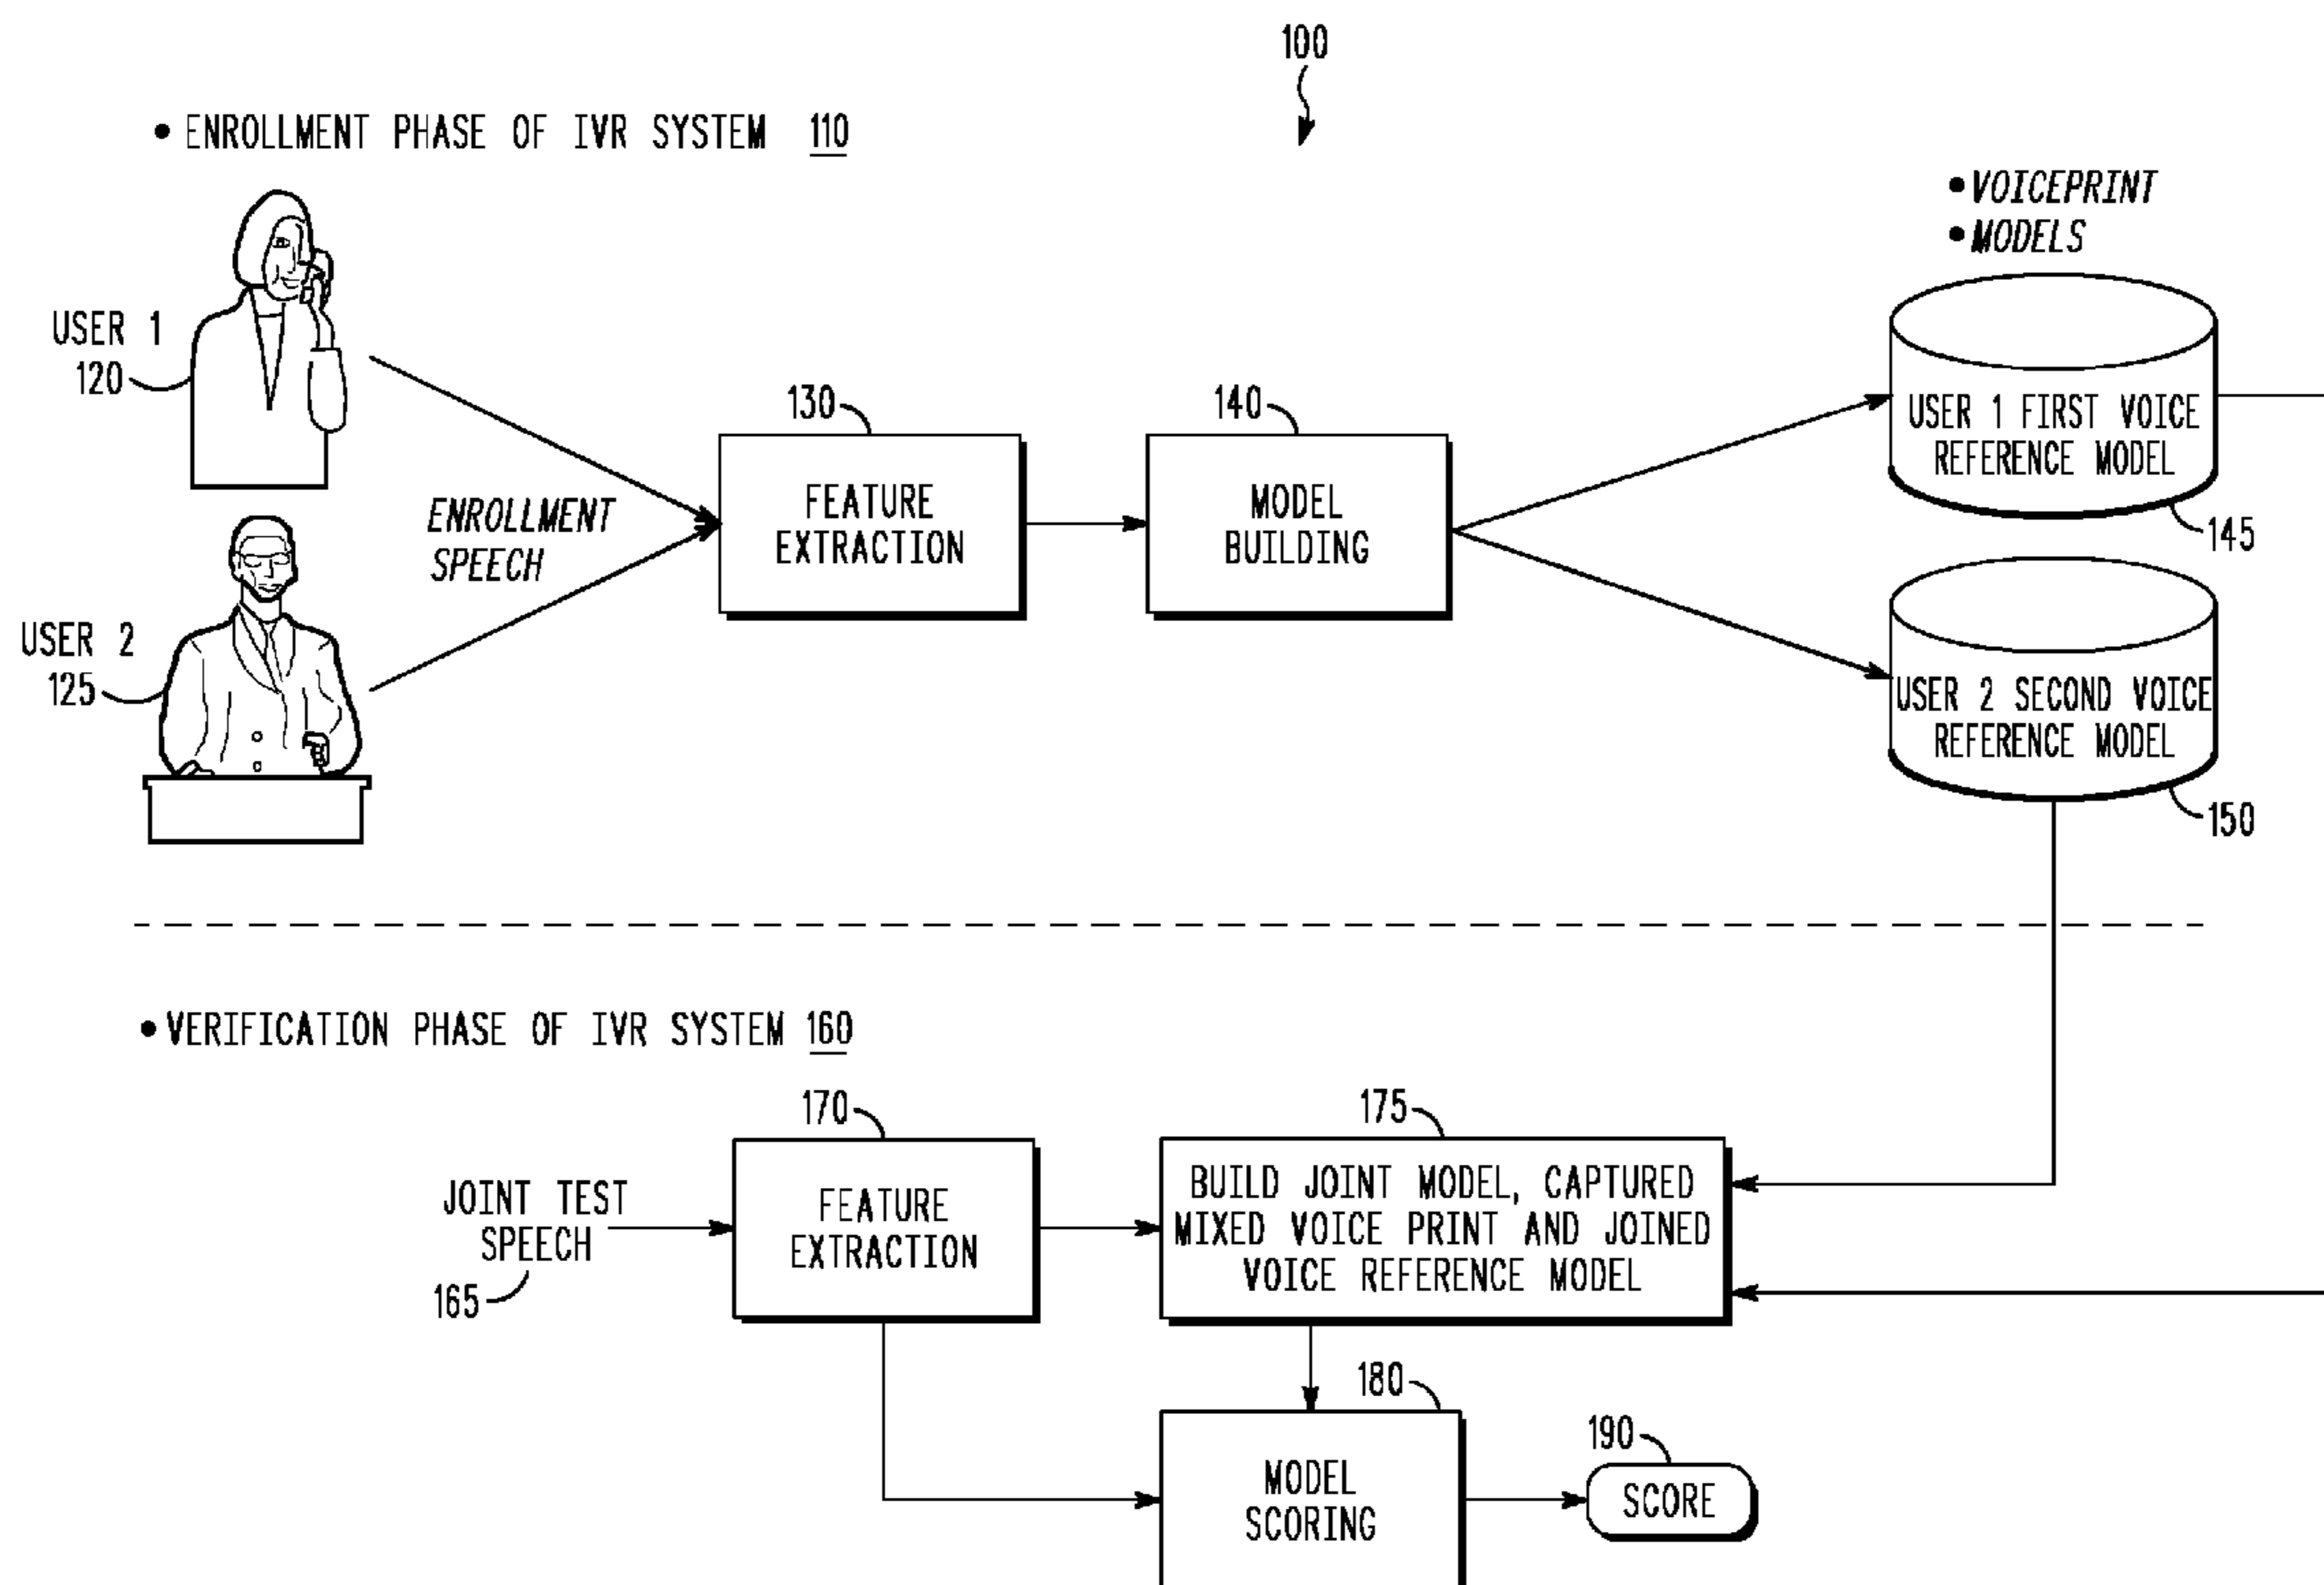 100
• ENROLLMENT PHASE OF IVR SYSTEM 110
• VOICEPRINT
• MODELS
USER 1
120
USER 2
125
ENROLLMENT
SPEECH
130
FEATURE
EXTRACTION
140
MODEL
BUILDING
USER 1 FIRST VOICE
REFERENCE MODEL
145
USER 2 SECOND VOICE
REFERENCE MODEL
150
• VERIFICATION PHASE OF IVR SYSTEM 160
JOINT TEST
SPEECH
165
170
FEATURE
EXTRACTION
175
BUILD JOINT MODEL, CAPTURED
MIXED VOICE PRINT AND JOINED
VOICE REFERENCE MODEL
180
MODEL
SCORING
190
SCORE